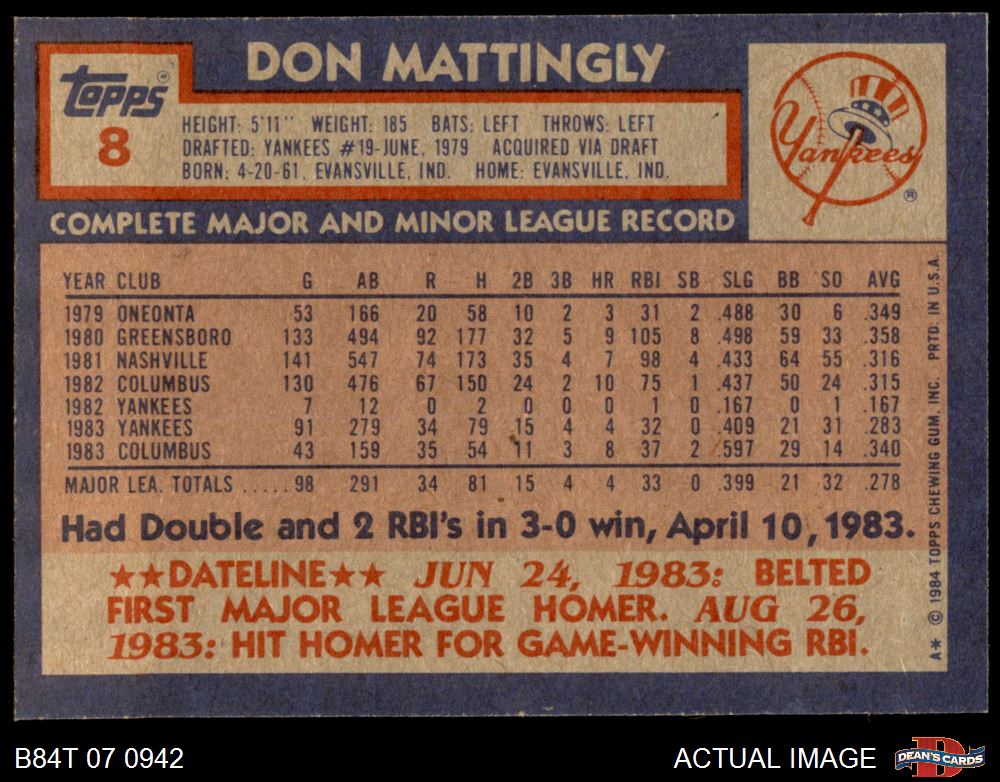 DON MATTINGLY
Topps®
8
HEIGHT: 5'11" WEIGHT: 185 BATS: LEFT THROWS: LEFT
DRAFTED: YANKEES #19-JUNE, 1979 ACQUIRED VIA DRAFT
BORN: 4-20-61, EVANSVILLE, IND. HOME: EVANSVILLE, IND.
Yankees
®
COMPLETE MAJOR AND MINOR LEAGUE RECORD
YEAR CLUB G AB R H 2B 3B HR RBI SB SLG BB SO AVG
1979 ONEONTA 53 166 20 58 10 2 3 31 2 .488 30 6 .349
1980 GREENSBORO 133 494 92 177 32 5 9 105 8 .498 59 33 .358
1981 NASHVILLE 141 547 74 173 35 4 7 98 4 .433 64 55 .316
1982 COLUMBUS 130 476 67 150 24 2 10 75 1 .437 50 24 .315
1982 YANKEES 7 12 0 2 0 0 0 1 0 .167 0 1 .167
1983 YANKEES 91 279 34 79 15 4 4 32 0 .409 21 31 .283
1983 COLUMBUS 43 159 35 54 11 3 8 37 2 .597 29 14 .340
MAJOR LEA. TOTALS .....98 291 34 81 15 4 4 33 0 .399 21 32 .278
Had Double and 2 RBI's in 3-0 win, April 10, 1983.
★★DATELINE★★ JUN 24, 1983: BELTED
FIRST MAJOR LEAGUE HOMER. AUG 26,
1983: HIT HOMER FOR GAME-WINNING RBI.
A* © 1984 TOPPS CHEWING GUM, INC. PRTD. IN U.S.A.
B84T 07 0942
ACTUAL IMAGE
D
DEAN'S CARDS